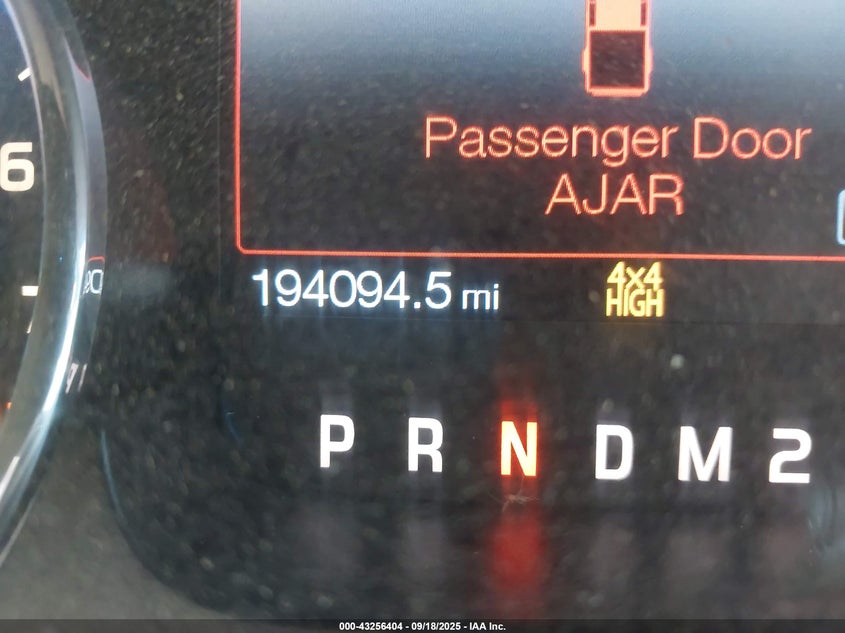 6
Passenger Door
AJAR
194094.5 mi
4x4
HIGH
P R N D M 2
000-43256404 - 09/18/2025 - IAA Inc.